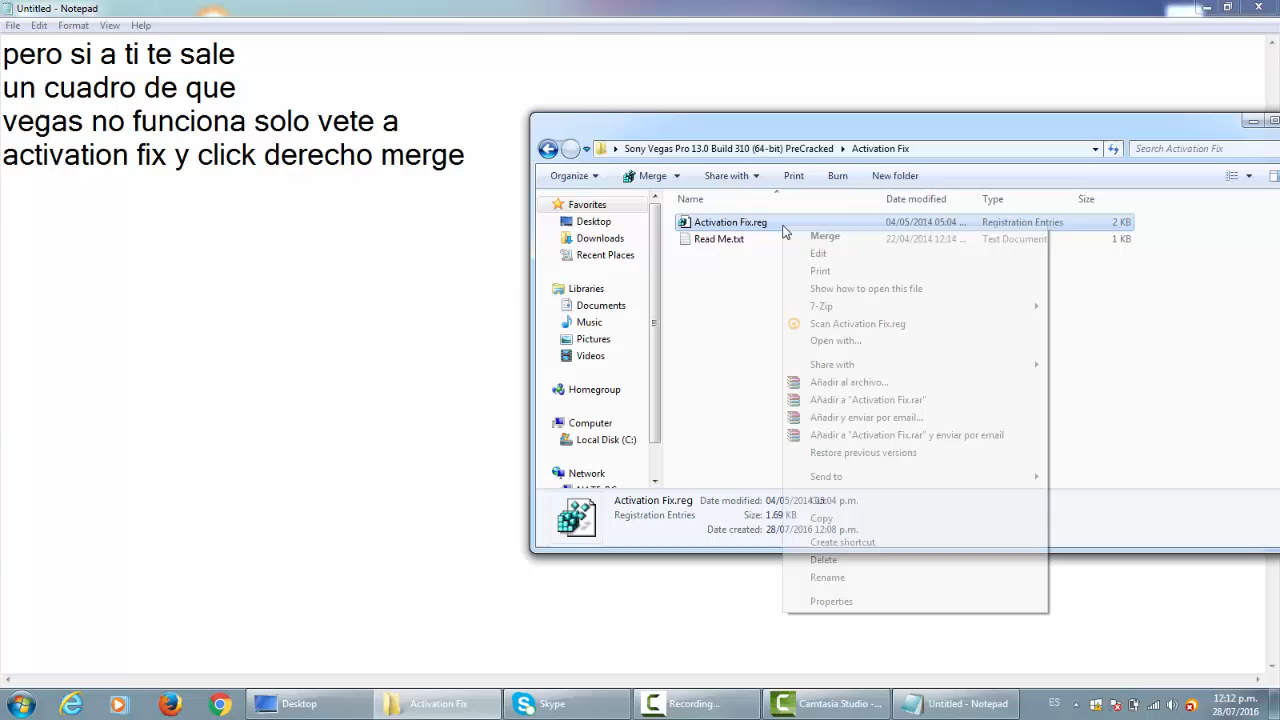 Untitled - Notepad
File Edit Format View Help
pero si a ti te sale
un cuadro de que
vegas no funciona solo vete a
activation fix y click derecho merge
Sony Vegas Pro 13.0 Build 310 (64-bit) PreCracked Activation Fix
Search Activation Fix
Organize Merge Share with Print Burn New folder
Name Date modified Type Size
Favorites
Desktop
Downloads
Recent Places
Libraries
Documents
Music
Pictures
Videos
Homegroup
Computer
Local Disk (C:)
Network
Activation Fix.reg 04/05/2014 05:04 ... Registration Entries 2 KB
Read Me.txt 22/04/2014 12:14 ... Text Document 1 KB
Merge
Edit
Print
Show how to open this file
7-Zip
Scan Activation Fix.reg
Open with...
Share with
Añadir al archivo...
Añadir a "Activation Fix.rar"
Añadir y enviar por email...
Añadir a "Activation Fix.rar" y enviar por email
Restore previous versions
Send to
Cut
Copy
Create shortcut
Delete
Rename
Properties
Activation Fix.reg Date modified: 04/05/2014 05:04 p.m.
Registration Entries Size: 1.69 KB
Date created: 28/07/2016 12:08 p.m.
Desktop Activation Fix Skype Recording... Camtasia Studio -... Untitled - Notepad ES 12:12 p.m.
28/07/2016